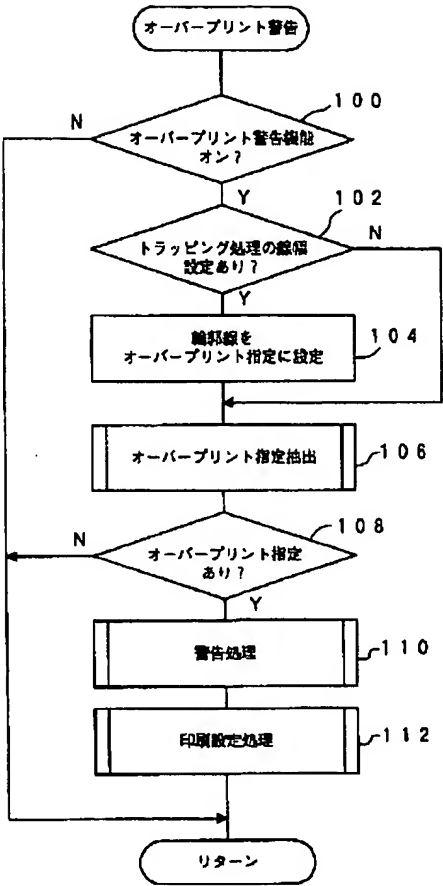 オーバープリント警告
100
N
オーバープリント警告機能
オン？
Y
102
トラッピング処理の線幅
設定あり？
N
Y
輪郭線を
オーバープリント指定に設定
104
オーバープリント指定抽出
106
108
N
オーバープリント指定
あり？
Y
警告処理
110
印刷設定処理
112
リターン